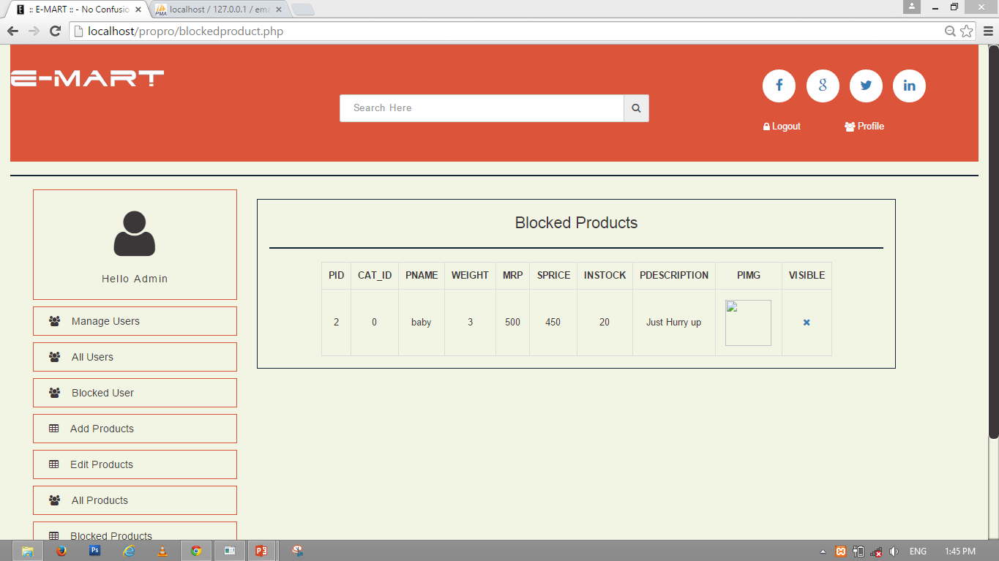 :: E-MART :: - No Confusio
localhost / 127.0.0.1 / ema
localhost/propro/blockedproduct.php
E-MART
Search Here
Logout
Profile
Hello Admin
Manage Users
All Users
Blocked User
Add Products
Edit Products
All Products
Blocked Products
Blocked Products
PID CAT_ID PNAME WEIGHT MRP SPRICE INSTOCK PDESCRIPTION PIMG VISIBLE
2 0 baby 3 500 450 20 Just Hurry up
ENG
1:45 PM